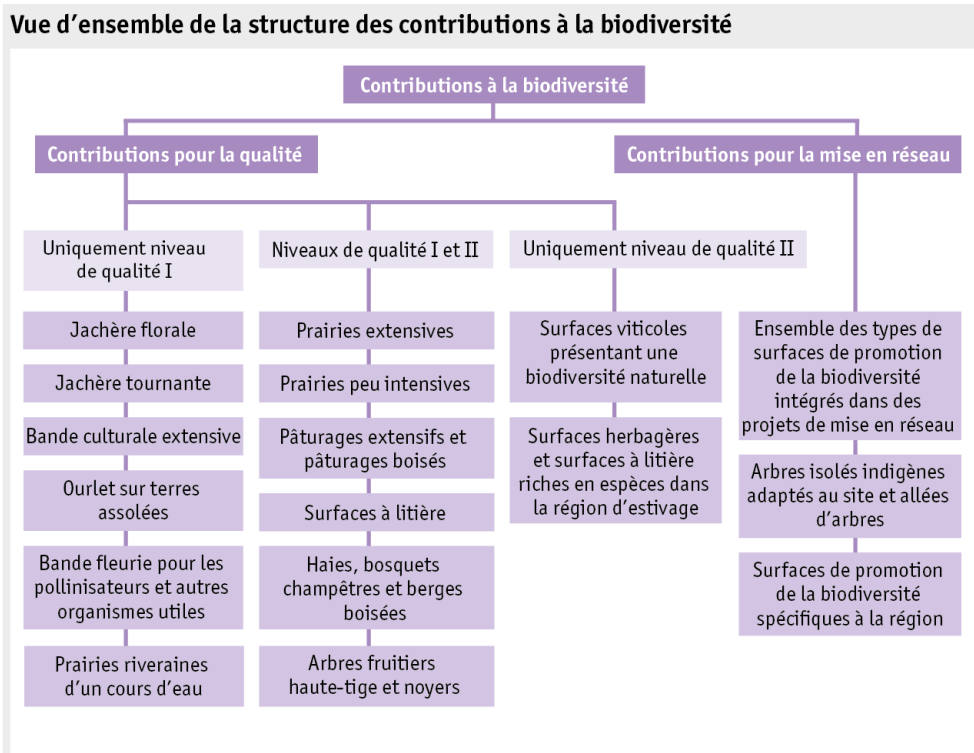 Vue d’ensemble de la structure des contributions à la biodiversité
Contributions à la biodiversité
Contributions pour la qualité
Contributions pour la mise en réseau
Uniquement niveau
de qualité I
Jachère florale
Jachère tournante
Bande culturale extensive
Ourlet sur terres
assolées
Bande fleurie pour les
pollinisateurs et autres
organismes utiles
Prairies riveraines
d’un cours d’eau
Niveaux de qualité I et II
Prairies extensives
Prairies peu intensives
Pâturages extensifs et
pâturages boisés
Surfaces à litière
Haies, bosquets
champêtres et berges
boisées
Arbres fruitiers
haute-tige et noyers
Uniquement niveau de qualité II
Surfaces viticoles
présentant une
biodiversité naturelle
Surfaces herbagères
et surfaces à litière
riches en espèces dans
la région d’estivage
Ensemble des types de
surfaces de promotion
de la biodiversité
intégrés dans des
projets de mise en réseau
Arbres isolés indigènes
adaptés au site et allées
d’arbres
Surfaces de promotion
de la biodiversité
spécifiques à la région